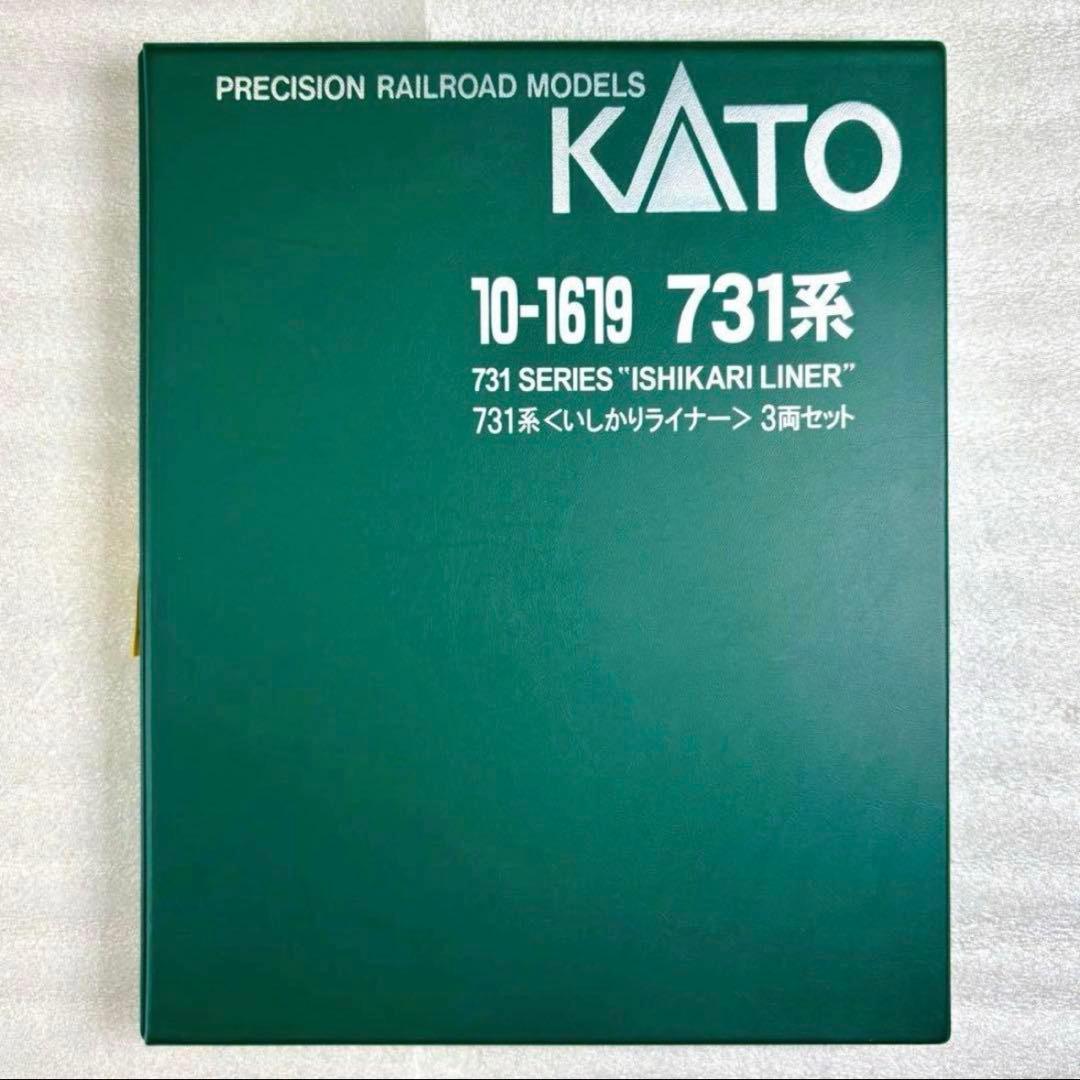 PRECISION RAILROAD MODELS
KATO
10-1619 731系
731 SERIES "ISHIKARI LINER"
731系<いしかりライナー> 3両セット